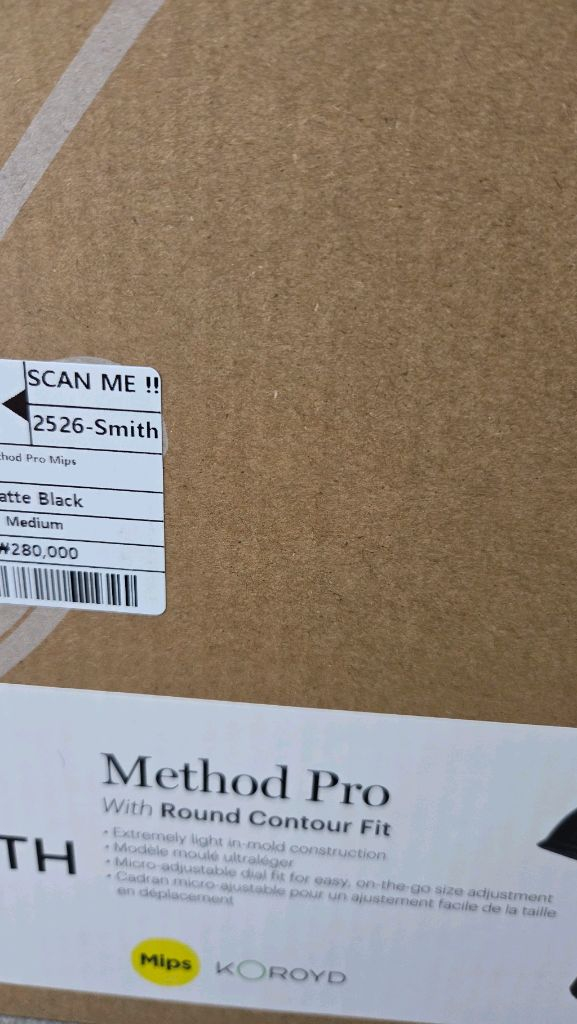 SCAN ME !!
2526-Smith
hod Pro Mips
atte Black
Medium
₩280,000
Method Pro
With Round Contour Fit
TH
• Extremely light in-mold construction
• Modèle moulé ultraléger
• Micro-adjustable dial fit for easy, on-the-go size adjustment
• Cadran micro-ajustable pour un ajustement facile de la taille
en déplacement
Mips
KOROYD